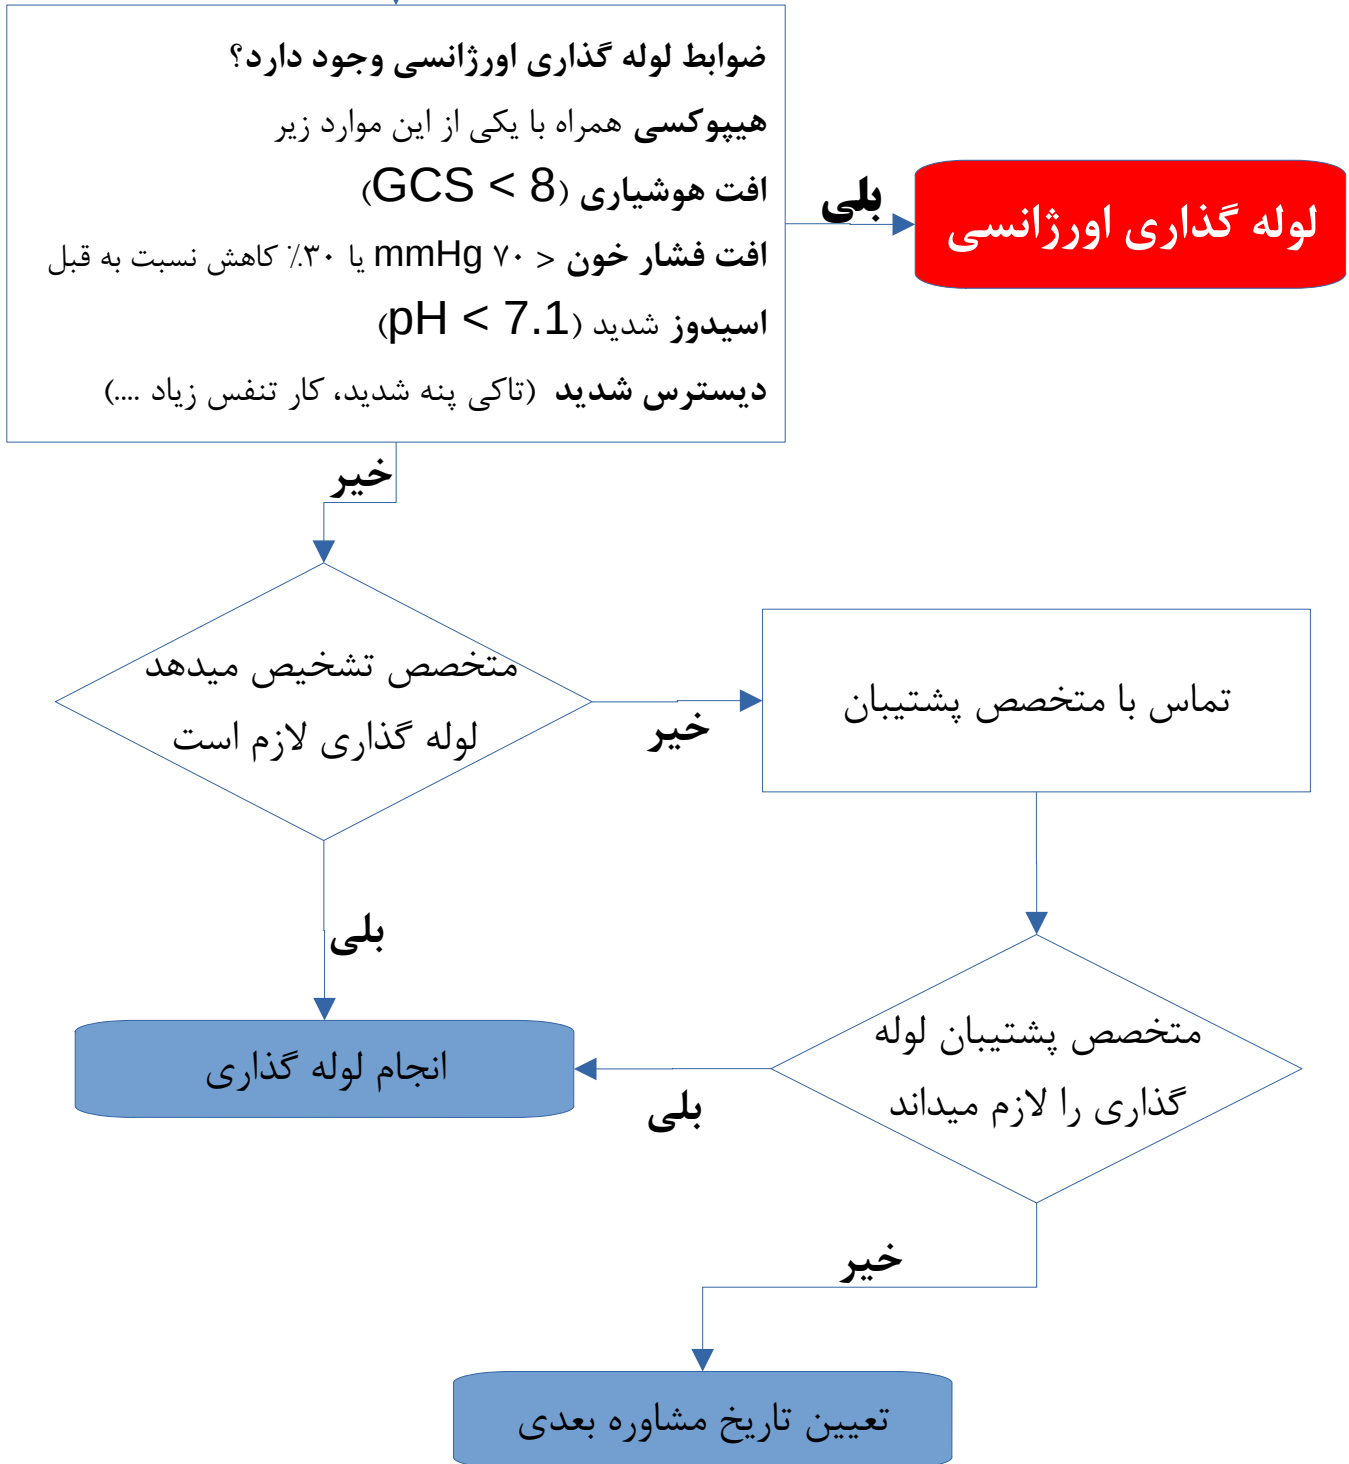 ضوابط لوله گذاری اورژانسی وجود دارد؟
هیپوکسی همراه با یکی از این موارد زیر
افت هوشیاری (GCS < 8)
افت فشار خون < ۷۰ mmHg یا ۳۰٪ کاهش نسبت به قبل
اسیدوز شدید (pH < 7.1)
دیسترس شدید (تاکی پنه شدید، کار تنفس زیاد ....)
بلی
لوله گذاری اورژانسی
خیر
متخصص تشخیص میدهد
لوله گذاری لازم است
خیر
تماس با متخصص پشتیبان
بلی
متخصص پشتیبان لوله
گذاری را لازم میداند
بلی
انجام لوله گذاری
خیر
تعیین تاریخ مشاوره بعدی